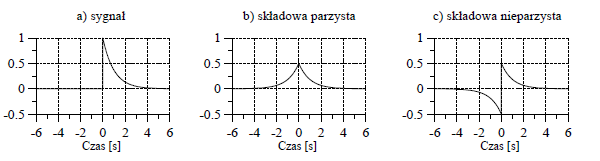 a) sygnał b) składowa parzysta c) składowa nieparzysta
1 1 1
0.5 0.5 0.5
0 0 0
-0.5 -0.5 -0.5
-6 -4 -2 0 2 4 6 -6 -4 -2 0 2 4 6 -6 -4 -2 0 2 4 6
Czas [s] Czas [s] Czas [s]